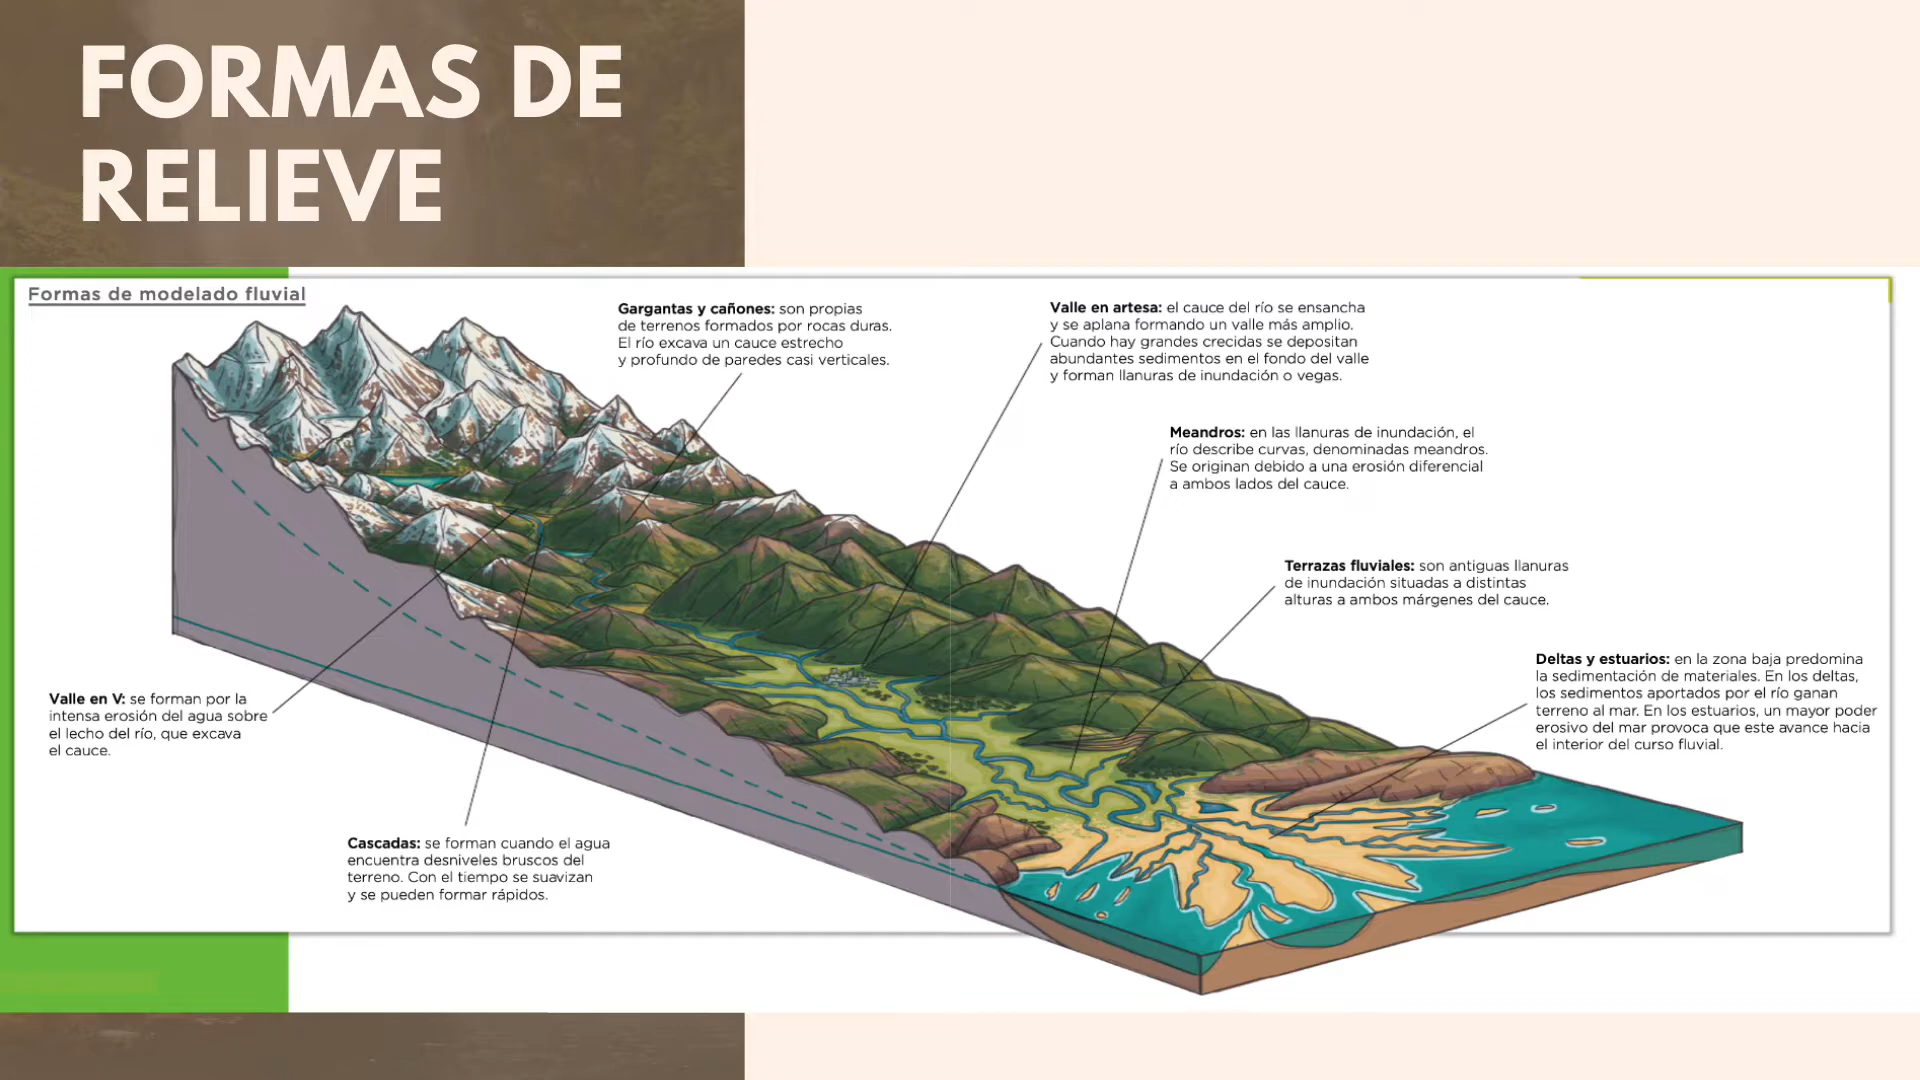 FORMAS DE
RELIEVE
Formas de modelado fluvial
Gargantas y cañones: son propias
de terrenos formados por rocas duras.
El río excava un cauce estrecho
y profundo de paredes casi verticales.
Valle en artesa: el cauce del río se ensancha
y se aplana formando un valle más amplio.
Cuando hay grandes crecidas se depositan
abundantes sedimentos en el fondo del valle
y forman llanuras de inundación o vegas.
Meandros: en las llanuras de inundación, el
río describe curvas, denominadas meandros.
Se originan debido a una erosión diferencial
a ambos lados del cauce.
Terrazas fluviales: son antiguas llanuras
de inundación situadas a distintas
alturas a ambos márgenes del cauce.
Deltas y estuarios: en la zona baja predomina
la sedimentación de materiales. En los deltas,
los sedimentos aportados por el río ganan
terreno al mar. En los estuarios, un mayor poder
erosivo del mar provoca que este avance hacia
el interior del curso fluvial.
Valle en V: se forman por la
intensa erosión del agua sobre
el lecho del río, que excava
el cauce.
Cascadas: se forman cuando el agua
encuentra desniveles bruscos del
terreno. Con el tiempo se suavizan
y se pueden formar rápidos.